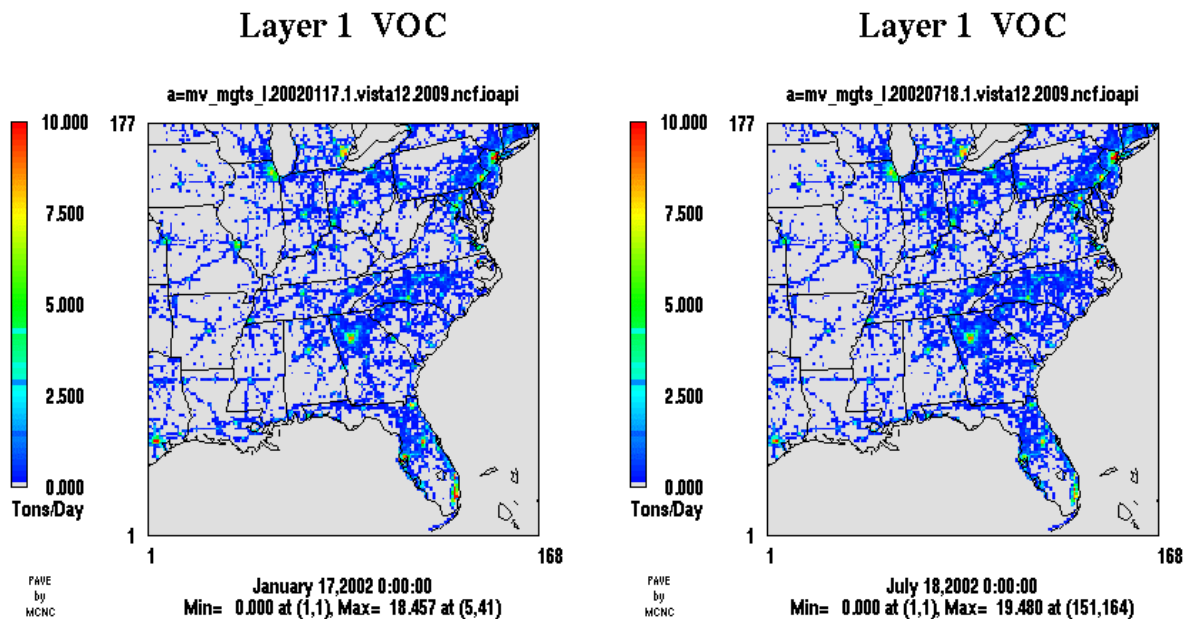 Layer 1 VOC
a=mv_mgts_l.20020117.1.vista12.2009.ncf.ioapi
10.000
7.500
5.000
2.500
0.000
Tons/Day
177
1
1
168
PAVE
by
MCNC
January 17,2002 0:00:00
Min= 0.000 at (1,1), Max= 18.457 at (5,41)
Layer 1 VOC
a=mv_mgts_l.20020718.1.vista12.2009.ncf.ioapi
10.000
7.500
5.000
2.500
0.000
Tons/Day
177
1
1
168
PAVE
by
MCNC
July 18,2002 0:00:00
Min= 0.000 at (1,1), Max= 19.480 at (151,164)